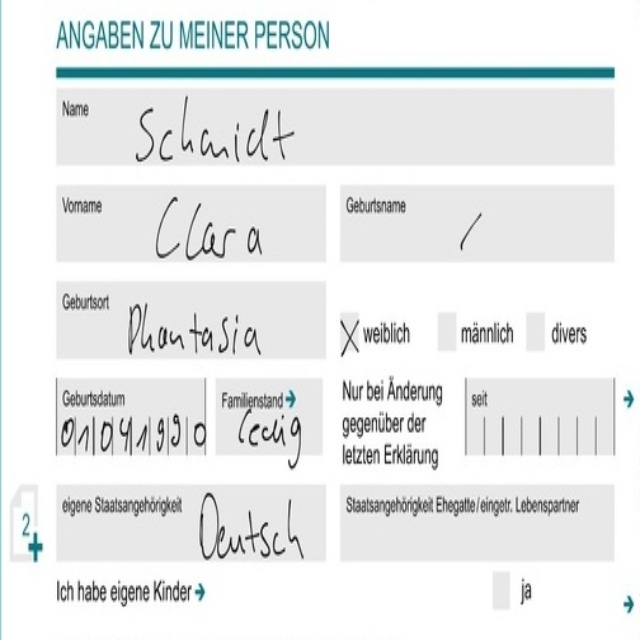 ANGABEN ZU MEINER PERSON
Name
Schmidt
Vorname
Clara
Geburtsname
/
Geburtsort
Phantasia
X weiblich
männlich
divers
Geburtsdatum
01041990
Familienstand →
ledig
Nur bei Änderung
gegenüber der
letzten Erklärung
seit
2
eigene Staatsangehörigkeit
Deutsch
Staatsangehörigkeit Ehegatte/eingetr. Lebenspartner
Ich habe eigene Kinder →
ja